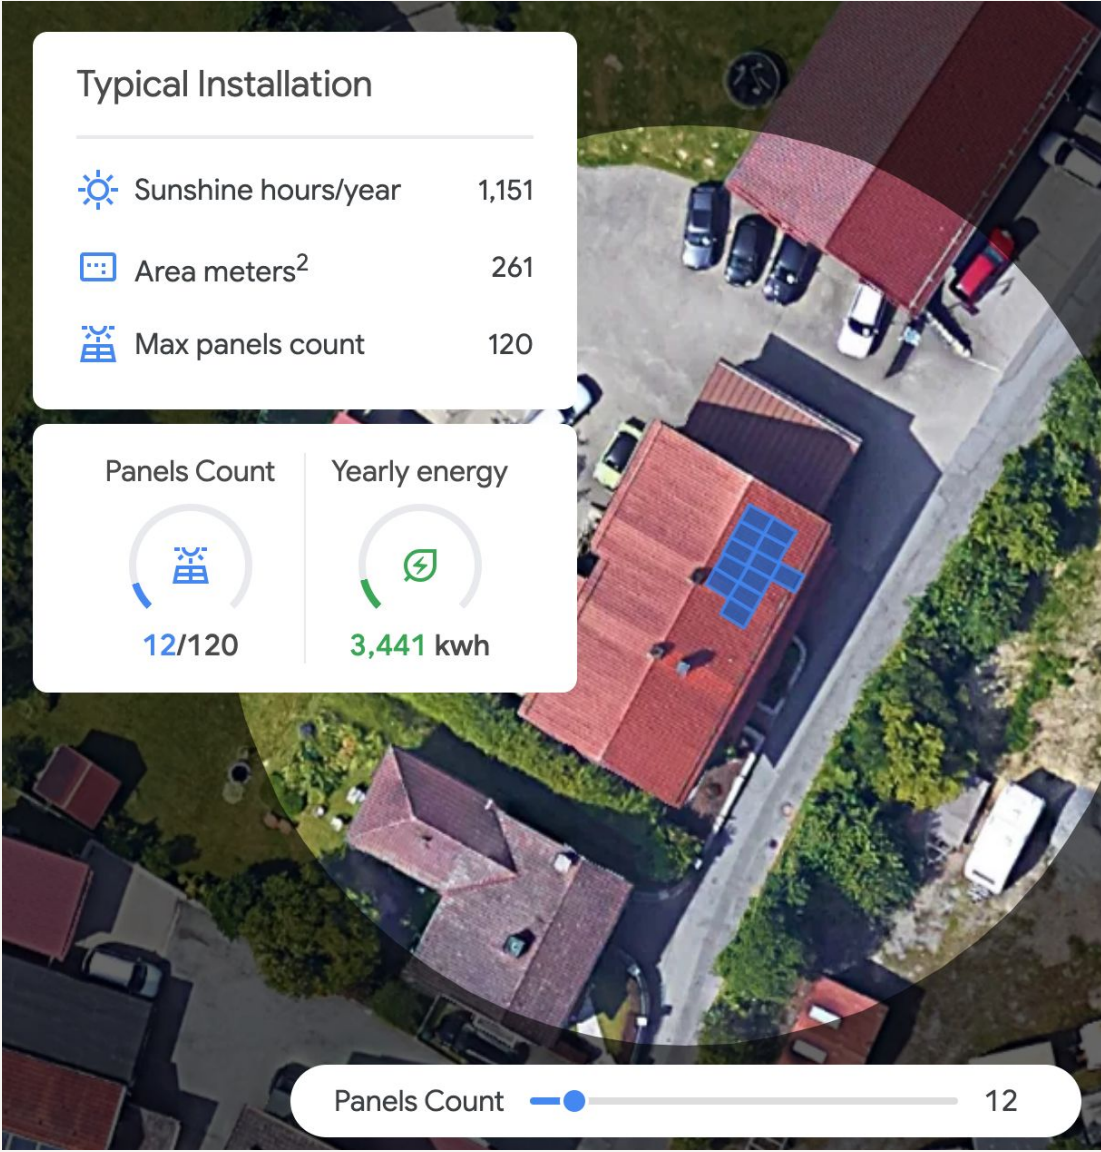 Typical Installation
Sunshine hours/year 1,151
Area meters² 261
Max panels count 120
Panels Count Yearly energy
12/120 3,441 kwh
Panels Count 12